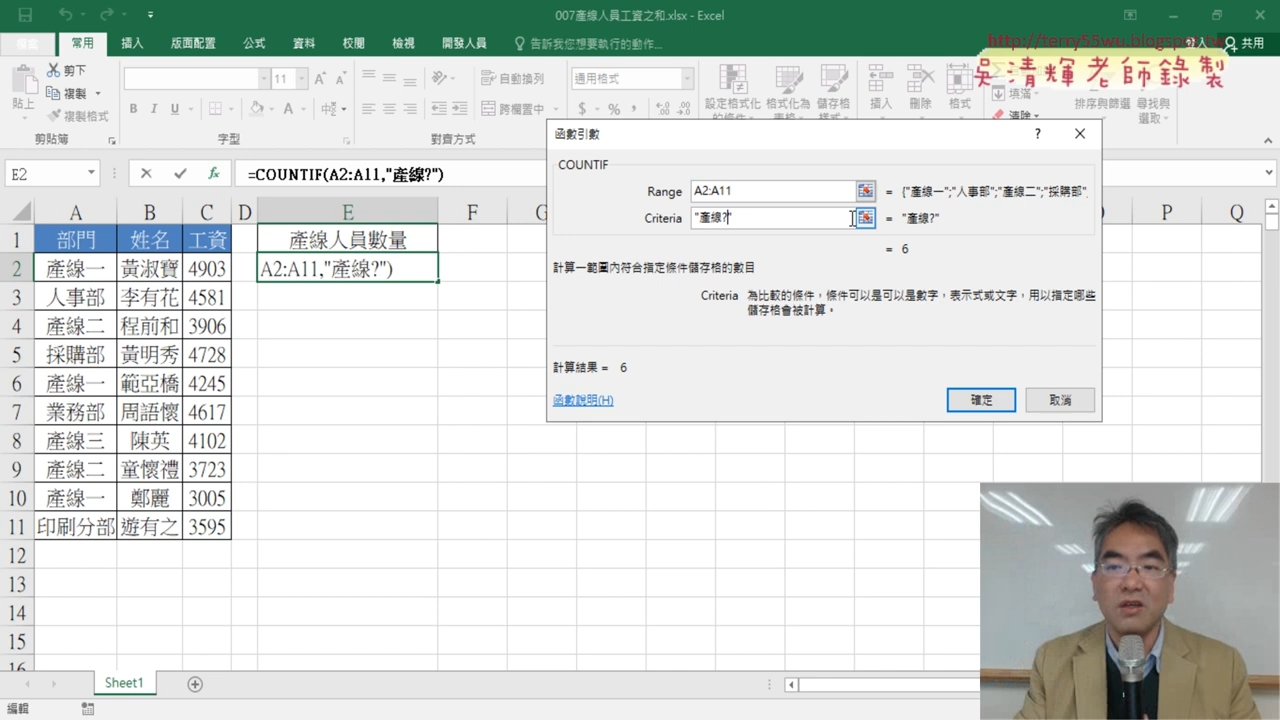 007產線人員工資之和.xlsx - Excel
常用 插入 版面配置 公式 資料 校閱 檢視 開發人員 告訴我您想要執行的動作... 共用
http://terry55wu.blogspot.tw
吳清輝老師錄製
剪下
複製
複製格式
貼上
11
B I U A
自動換列
跨欄置中
通用格式
$ % ,
設定格式化 格式化為 儲存格
插入 刪除 格式
填滿
清除
排序與篩選 尋找與
選取
剪貼簿 字型 對齊方式
E2 =COUNTIF(A2:A11,"產線?")
A B C D E F G P Q
1 部門 姓名 工資 產線人員數量
2 產線一 黃淑寶 4903 A2:A11,"產線?")
3 人事部 李有花 4581
4 產線二 程前和 3906
5 採購部 黃明秀 4728
6 產線一 範亞橋 4245
7 業務部 周語懷 4617
8 產線三 陳英 4102
9 產線二 童懷禮 3723
10 產線一 鄭麗 3005
11 印刷分部 遊有之 3595
12
13
14
15
16
函數引數 ?
COUNTIF
Range A2:A11 = {"產線一";"人事部";"產線二";"採購部",
Criteria "產線?" = "產線?"
= 6
計算一範圍內符合指定條件儲存格的數目
Criteria 為比較的條件，條件可以是可以是數字，表示式或文字，用以指定哪些
儲存格會被計算。
計算結果 = 6
函數說明(H)
確定 取消
Sheet1
編輯